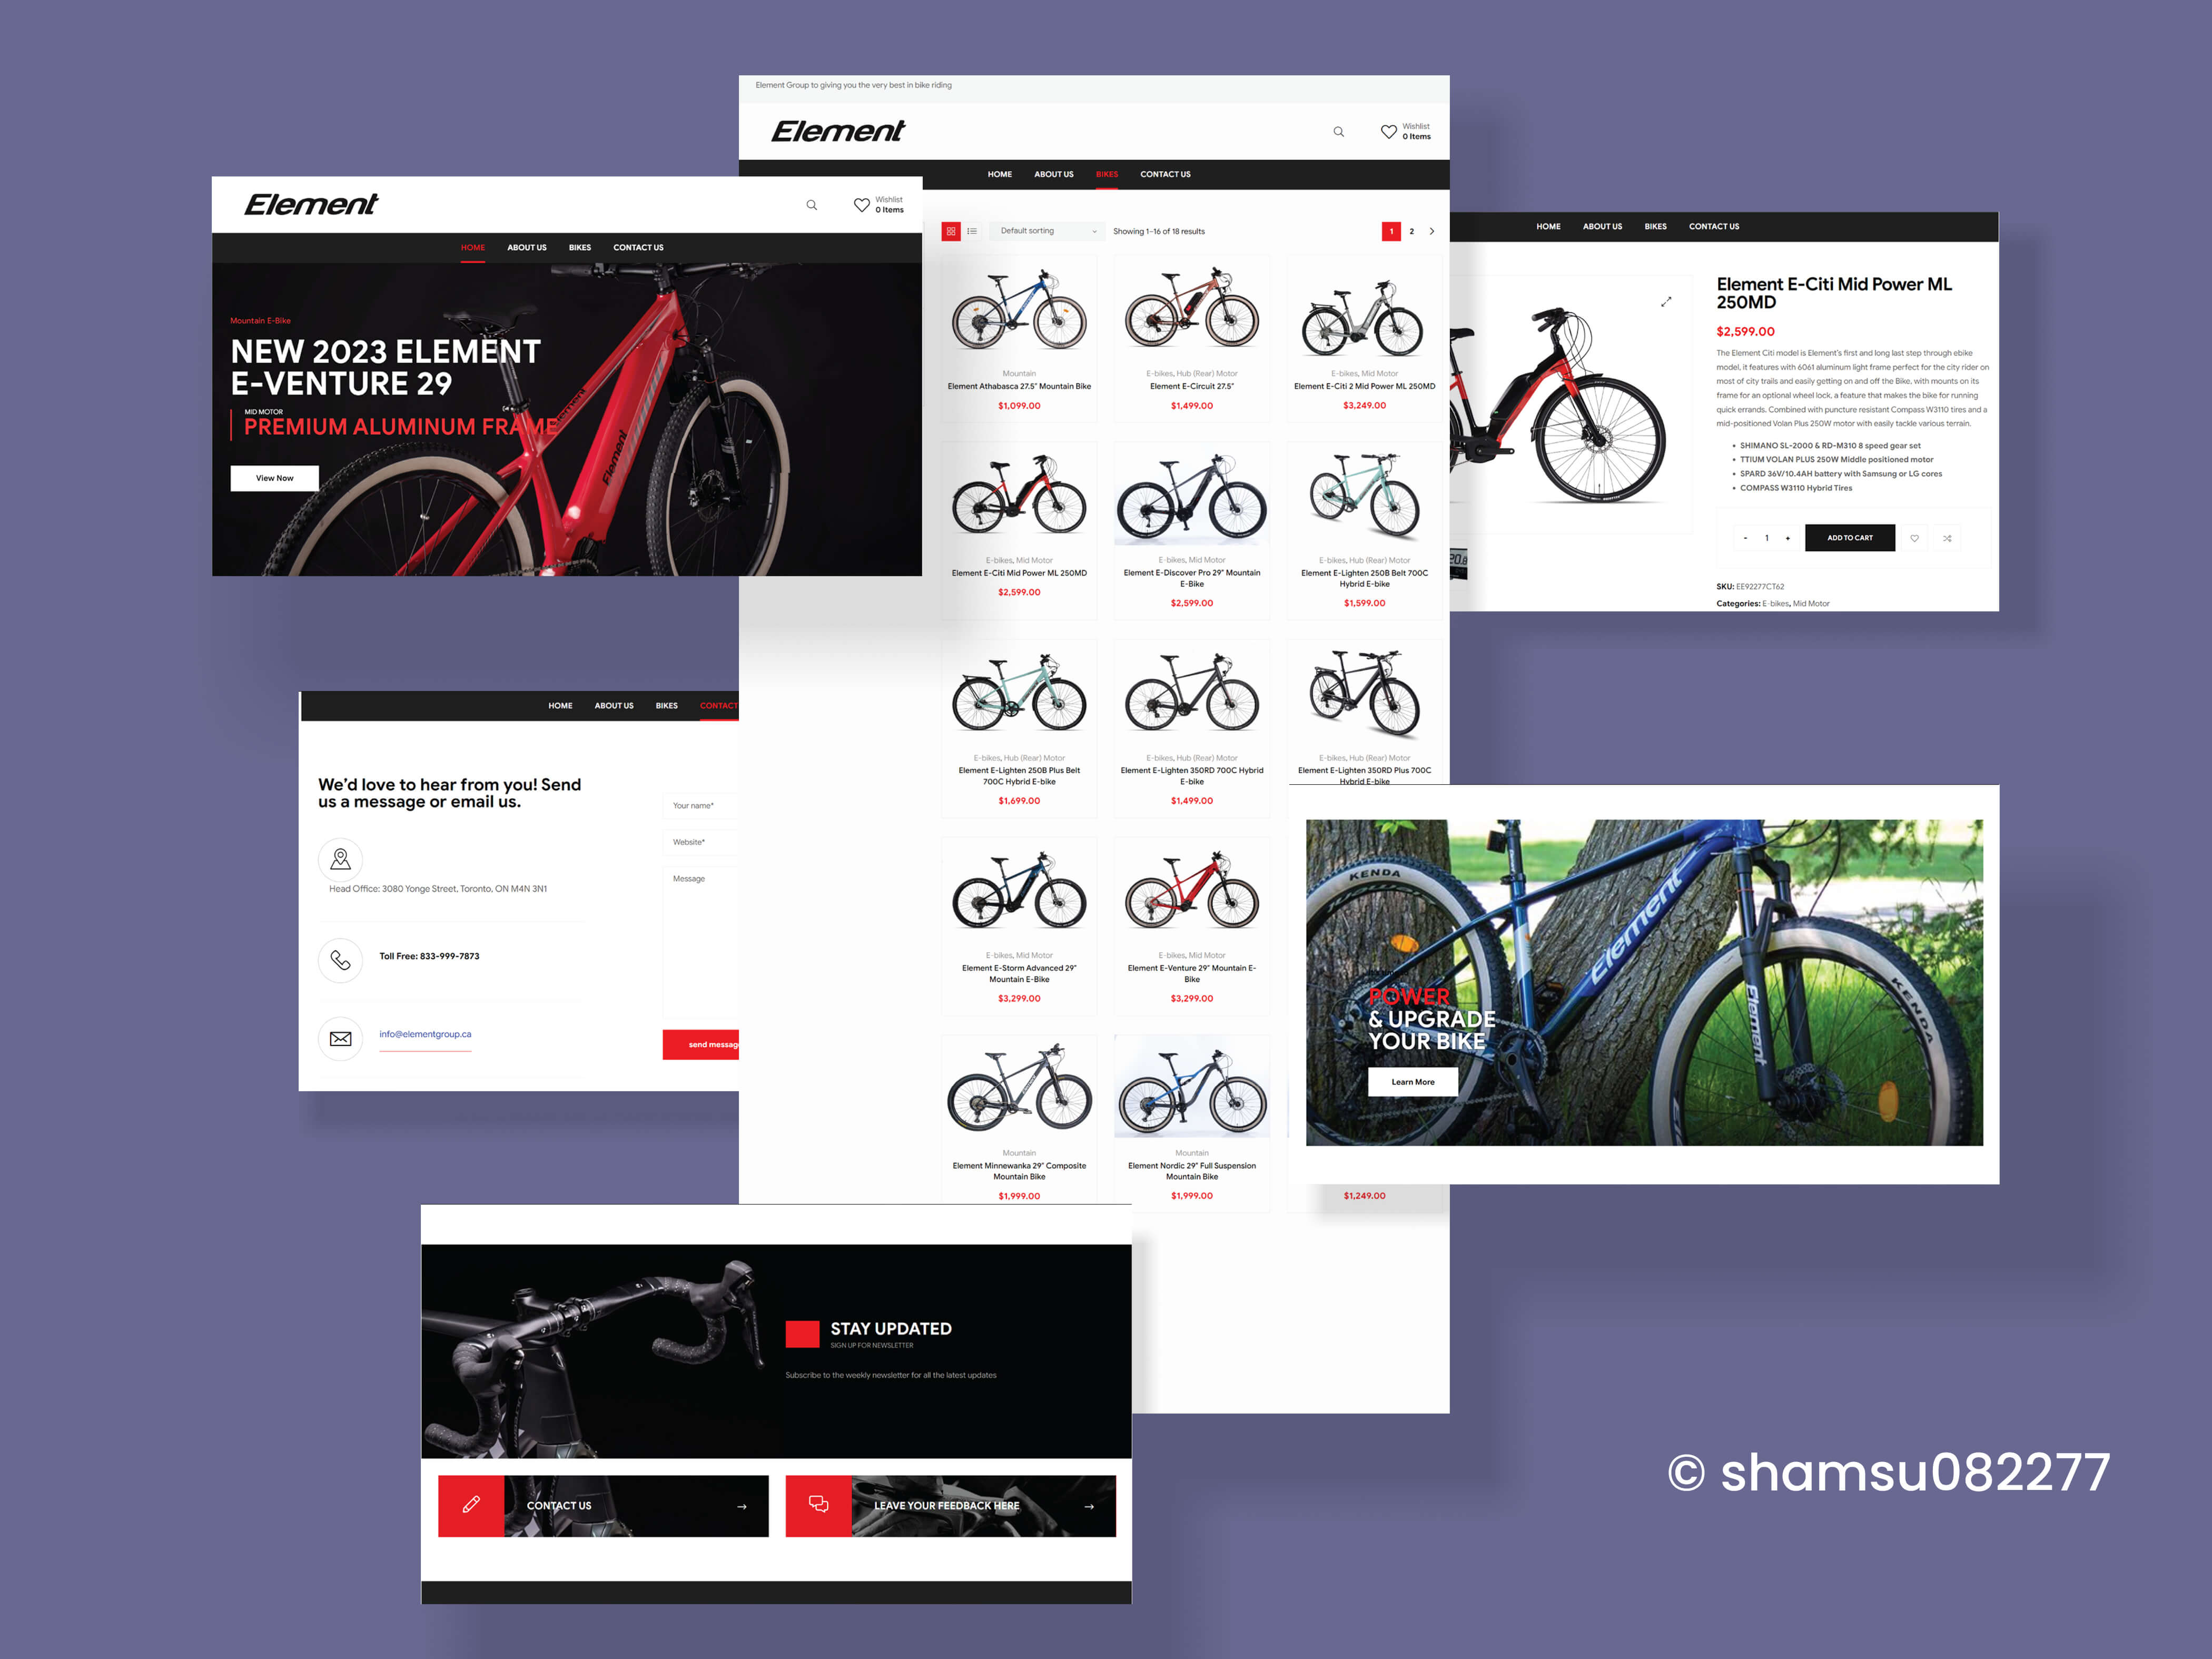 Element Group to giving you the very best in bike riding
Element
Wishlist
0 Items
HOME ABOUT US BIKES CONTACT US
Default sorting
Showing 1–16 of 18 results
1 2
Mountain
Element Athabasca 27.5" Mountain Bike
$1,099.00
E-bikes, Hub (Rear) Motor
Element E-Circuit 27.5"
$1,499.00
E-bikes, Mid Motor
Element E-Citi 2 Mid Power ML 250MD
$3,249.00
E-bikes, Mid Motor
Element E-Citi Mid Power ML 250MD
$2,599.00
E-bikes, Mid Motor
Element E-Discover Pro 29" Mountain
E-Bike
$2,599.00
E-bikes, Hub (Rear) Motor
Element E-Lighten 250B Belt 700C
Hybrid E-bike
$1,599.00
E-bikes, Hub (Rear) Motor
Element E-Lighten 250B Plus Belt
700C Hybrid E-bike
$1,699.00
E-bikes, Hub (Rear) Motor
Element E-Lighten 350RD 700C Hybrid
E-bike
$1,499.00
E-bikes, Hub (Rear) Motor
Element E-Lighten 350RD Plus 700C
Hybrid E-bike
E-bikes, Mid Motor
Element E-Storm Advanced 29"
Mountain E-Bike
$3,299.00
E-bikes, Mid Motor
Element E-Venture 29" Mountain E-
Bike
$3,299.00
Mountain
Element Minnewanka 29" Composite
Mountain Bike
$1,999.00
Mountain
Element Nordic 29" Full Suspension
Mountain Bike
$1,999.00
$1,249.00
Element
Wishlist
0 Items
HOME ABOUT US BIKES CONTACT US
Mountain E-Bike
NEW 2023 ELEMENT
E-VENTURE 29
MID MOTOR
PREMIUM ALUMINUM FRAME
View Now
Element
HOME ABOUT US BIKES CONTACT US
Element E-Citi Mid Power ML
250MD
$2,599.00
The Element Citi model is Element's first and long last step through ebike
model, it features with 6061 aluminum light frame perfect for the city rider on
most of city trails and easily getting on and off the Bike, with mounts on its
frame for an optional wheel lock, a feature that makes the bike for running
quick errands. Combined with puncture resistant Compass W3110 tires and a
mid-positioned Volan Plus 250W motor with easily tackle various terrain.
• SHIMANO SL-2000 & RD-M310 8 speed gear set
• TTIUM VOLAN PLUS 250W Middle positioned motor
• SPARD 36V/10.4AH battery with Samsung or LG cores
• COMPASS W3110 Hybrid Tires
- 1 + ADD TO CART
SKU: EE92277CT62
Categories: E-bikes, Mid Motor
HOME ABOUT US BIKES CONTACT
We'd love to hear from you! Send
us a message or email us.
Head Office: 3080 Yonge Street, Toronto, ON M4N 3N1
Toll Free: 833-999-7873
info@elementgroup.ca
Your name*
Website*
Message
send messag
KENDA
Element
Element
KENDA
POWER
& UPGRADE
YOUR BIKE
Learn More
STAY UPDATED
SIGN UP FOR NEWSLETTER
Subscribe to the weekly newsletter for all the latest updates
CONTACT US
LEAVE YOUR FEEDBACK HERE
© shamsu082277